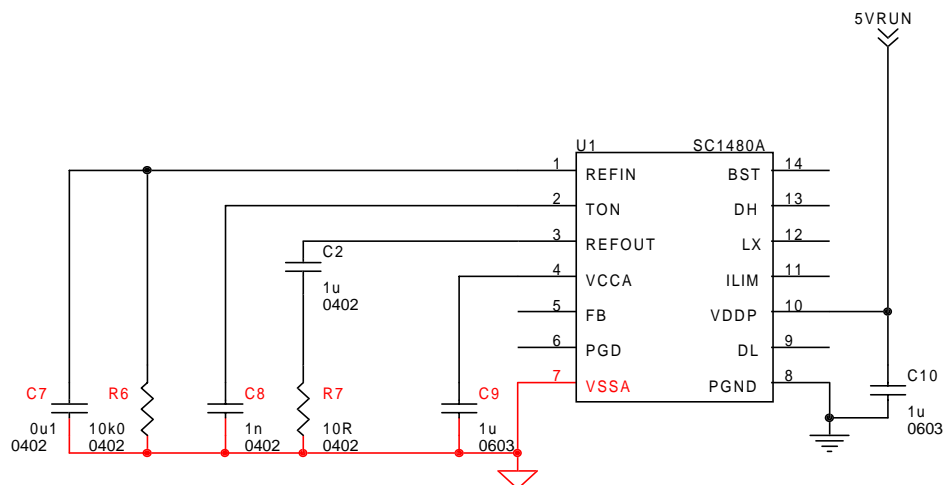 5VRUN
U1 SC1480A
1 REFIN BST 14
2 TON DH 13
3 REFOUT LX 12
C2
1u
0402
4 VCCA ILIM 11
5 FB VDDP 10
6 PGD DL 9
7 VSSA PGND 8
C7 R6 C8 R7 C9 C10
0u1 10k0 1n 10R 1u 1u
0402 0402 0402 0402 0603 0603